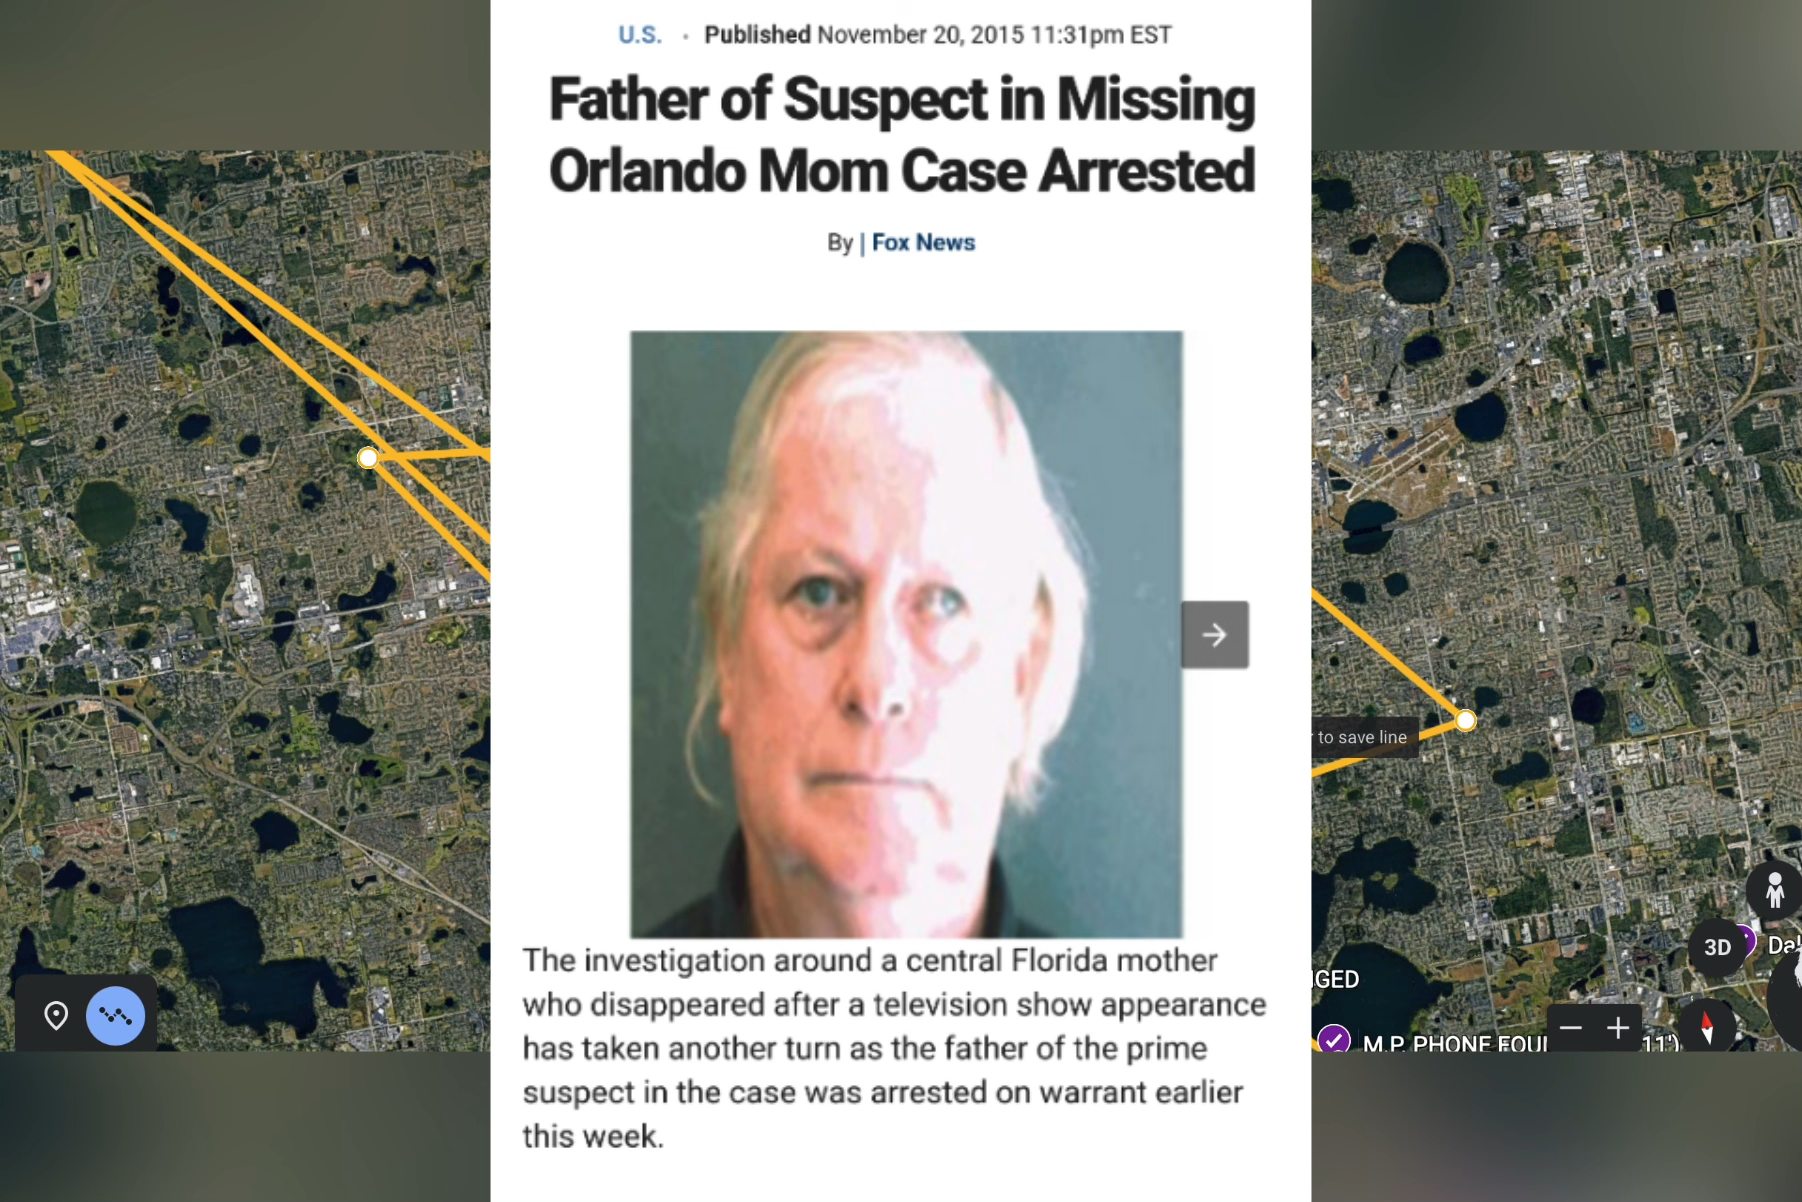 U.S. · Published November 20, 2015 11:31pm EST
Father of Suspect in Missing
Orlando Mom Case Arrested
By | Fox News
The investigation around a central Florida mother
who disappeared after a television show appearance
has taken another turn as the father of the prime
suspect in the case was arrested on warrant earlier
this week.
to save line
3D
M.P. PHONE
11')